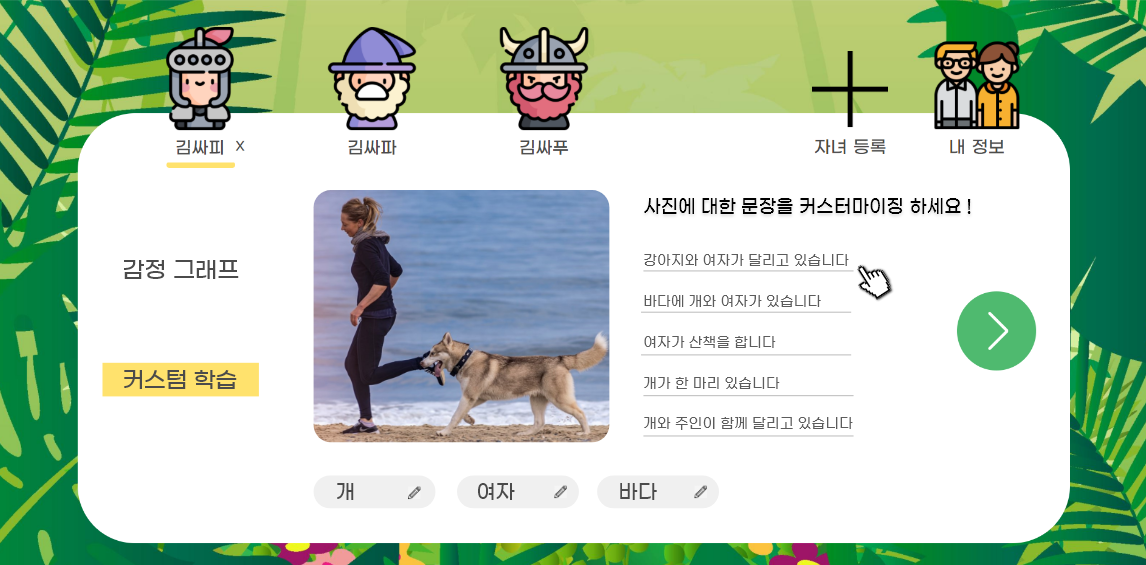 김싸피 X
김싸파
김싸푸
자녀 등록
내 정보
감정 그래프
커스텀 학습
사진에 대한 문장을 커스터마이징 하세요 !
강아지와 여자가 달리고 있습니다
바다에 개와 여자가 있습니다
여자가 산책을 합니다
개가 한 마리 있습니다
개와 주인이 함께 달리고 있습니다
개
여자
바다